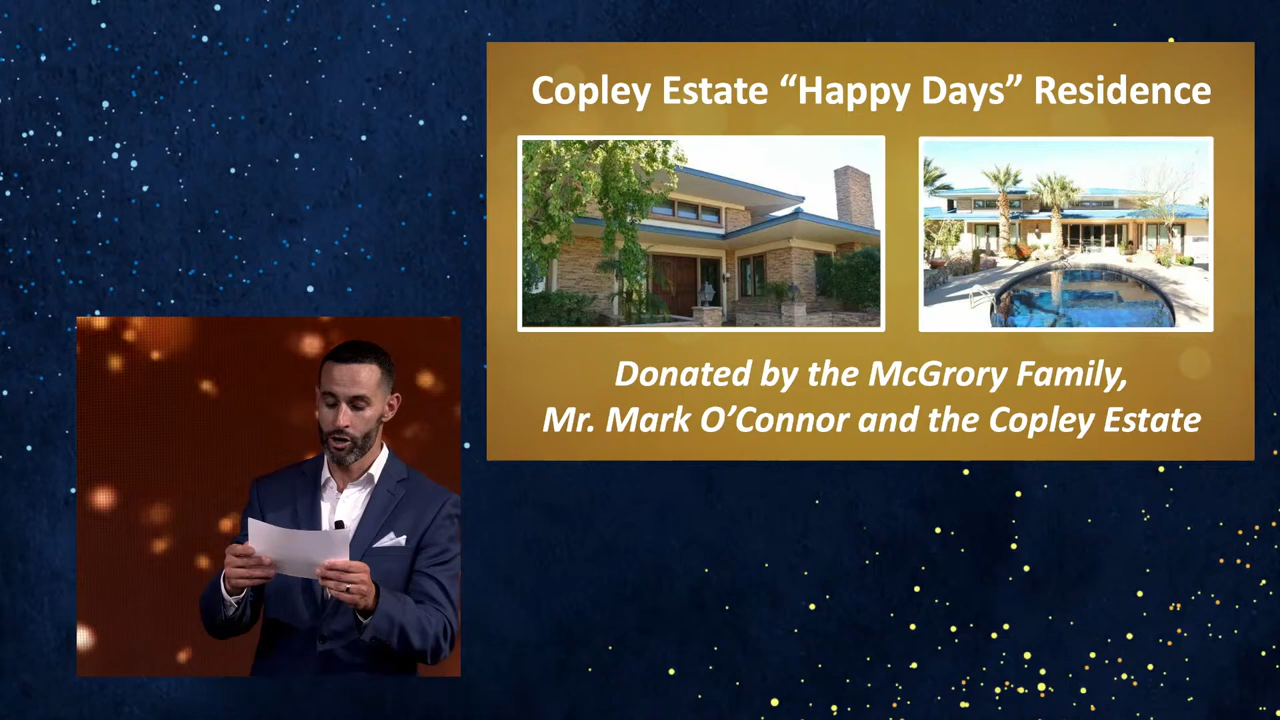 Copley Estate “Happy Days” Residence
Donated by the McGrory Family,
Mr. Mark O’Connor and the Copley Estate